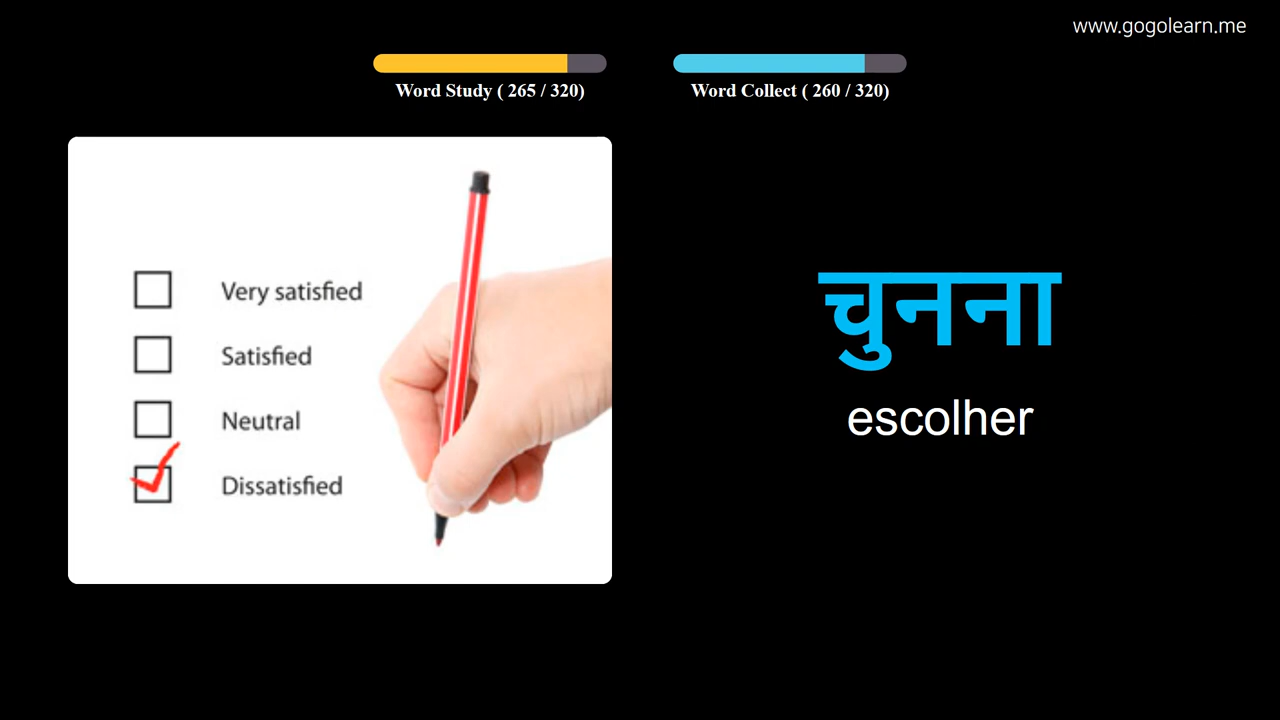 www.gogolearn.me
Word Study ( 265 / 320)
Word Collect ( 260 / 320)
Very satisfied
Satisfied
Neutral
Dissatisfied
चुनना
escolher